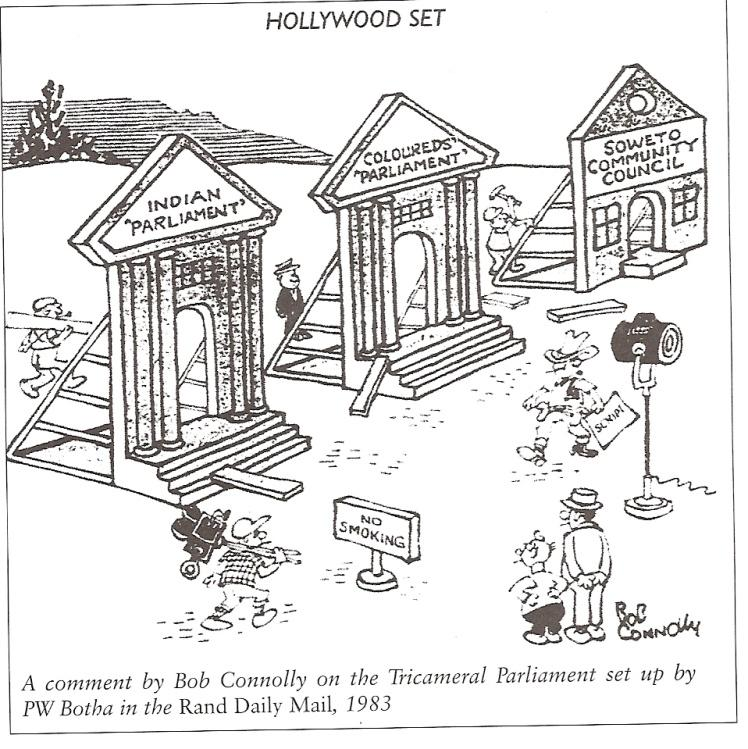 HOLLYWOOD SET
INDIAN
"PARLIAMENT"
COLOUREDS'
"PARLIAMENT"
SOWETO
COMMUNITY
COUNCIL
SCRIPT
NO
SMOKING
BOB
CONNOLLY
A comment by Bob Connolly on the Tricameral Parliament set up by
PW Botha in the Rand Daily Mail, 1983